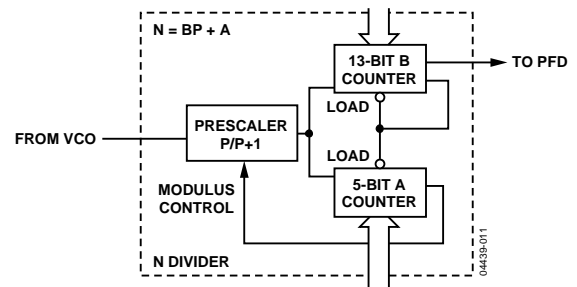 N = BP + A
13-BIT B
COUNTER
TO PFD
LOAD
PRESCALER
P/P+1
FROM VCO
LOAD
MODULUS
CONTROL
5-BIT A
COUNTER
N DIVIDER
04439-011